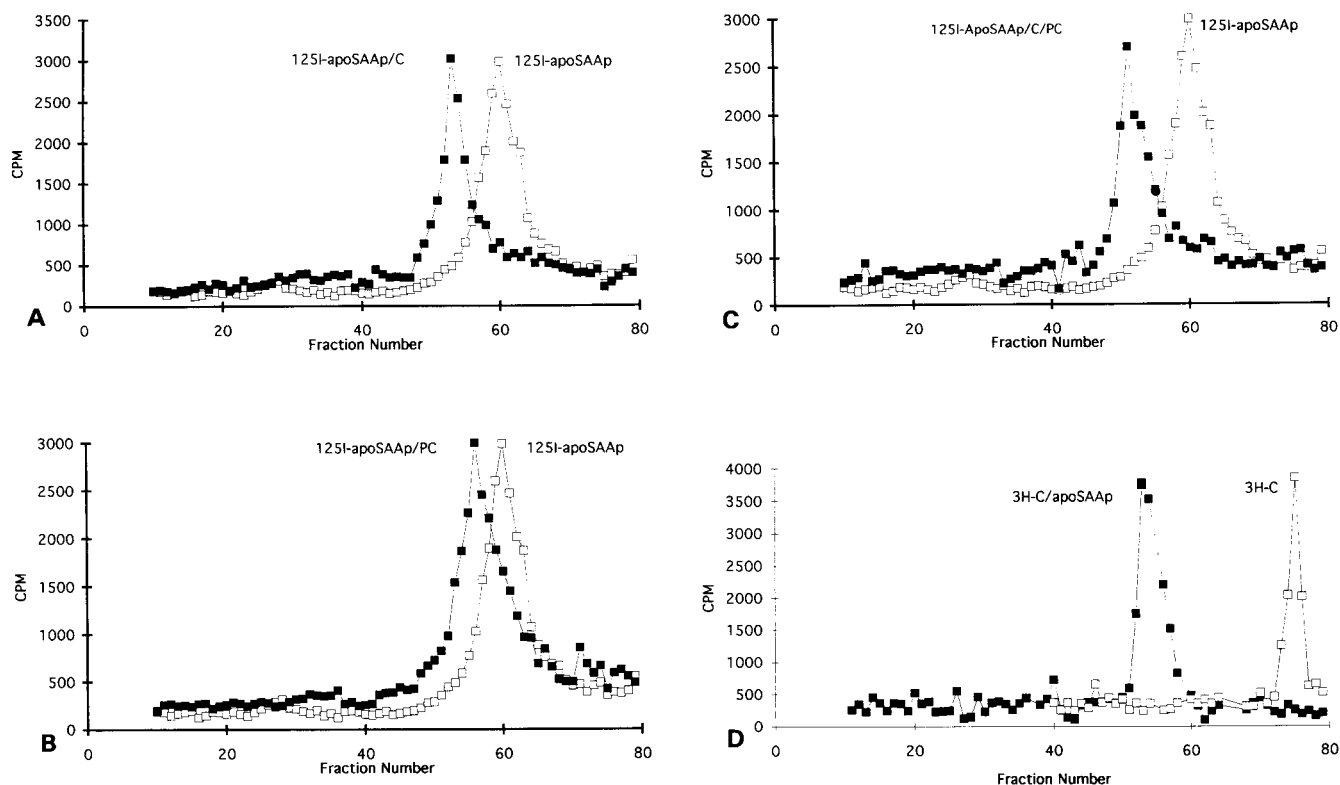 3500
3000
2500
2000
1500
1000
500
0
CPM
125I-apoSAAp/C
125I-apoSAAp
0
20
40
60
80
Fraction Number
A
3000
2500
2000
1500
1000
500
0
CPM
125I-ApoSAAp/C/PC
125I-apoSAAp
0
20
40
60
80
Fraction Number
C
3000
2500
2000
1500
1000
500
0
CPM
125I-apoSAAp/PC
125I-apoSAAp
0
20
40
60
80
Fraction Number
B
4000
3500
3000
2500
2000
1500
1000
500
0
CPM
3H-C/apoSAAp
3H-C
0
20
40
60
80
Fraction Number
D